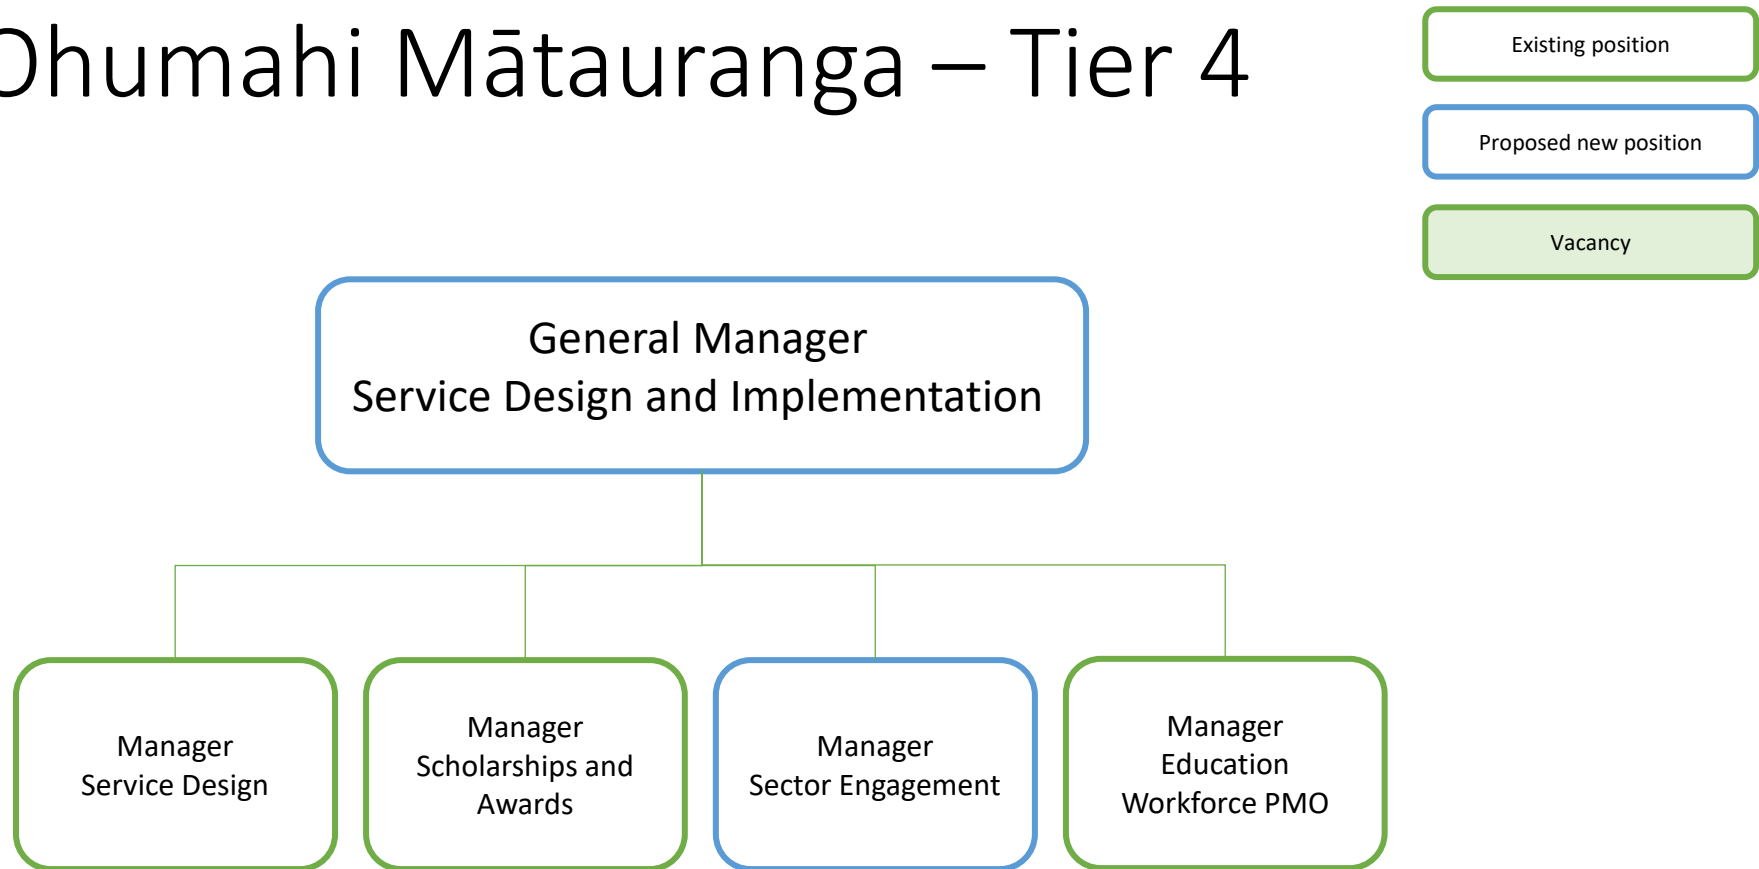 Ohumahi Mātauranga – Tier 4
Existing position
Proposed new position
Vacancy
General Manager
Service Design and Implementation
Manager
Service Design
Manager
Scholarships and
Awards
Manager
Sector Engagement
Manager
Education
Workforce PMO